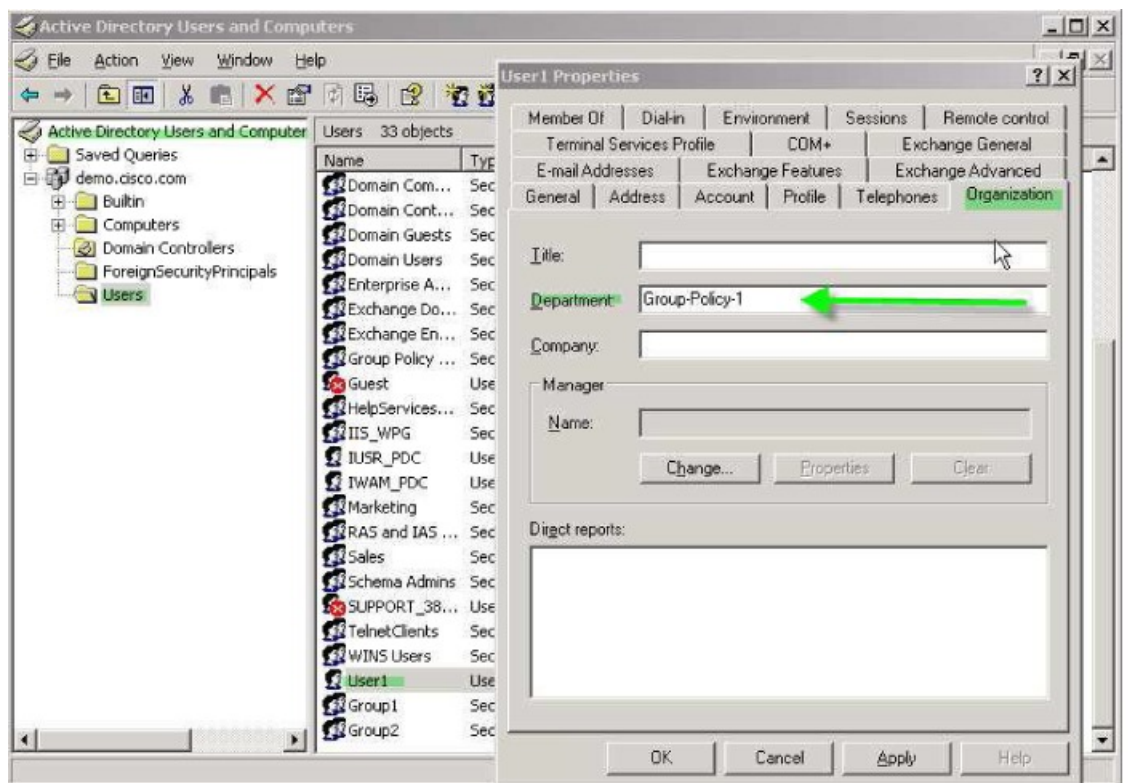 Active Directory Users and Computers
File Action View Window Help
Active Directory Users and Computer
Saved Queries
demo.cisco.com
Builtin
Computers
Domain Controllers
ForeignSecurityPrincipals
Users
Users 33 objects
Name Typ
Domain Com... Sec
Domain Cont... Sec
Domain Guests Sec
Domain Users Sec
Enterprise A... Sec
Exchange Do... Sec
Exchange En... Sec
Group Policy ... Sec
Guest Use
HelpServices... Sec
IIS_WPG Sec
IUSR_PDC Use
IWAM_PDC Use
Marketing Sec
RAS and IAS ... Sec
Sales Sec
Schema Admins Sec
SUPPORT_38... Use
TelnetClients Sec
WINS Users Sec
User1 Use
Group1 Sec
Group2 Sec
User1 Properties
Member Of Dial-in Environment Sessions Remote control
Terminal Services Profile COM+ Exchange General
E-mail Addresses Exchange Features Exchange Advanced
General Address Account Profile Telephones Organization
Title:
Department: Group-Policy-1
Company:
Manager
Name:
Change... Properties Clear
Direct reports:
OK Cancel Apply Help